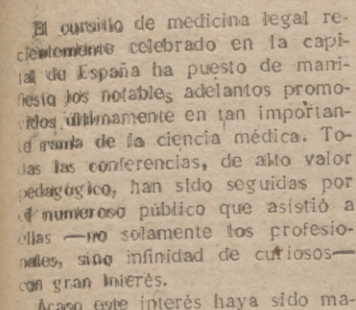 El cursillo de medicina legal re-
cientemente celebrado en la capi-
tal de España ha puesto de mani-
fiesto los notables adelantos promo-
vidos últimamente en tan importan-
te rama de la ciencia médica. To-
das las conferencias, de alto valor
pedagógico, han sido seguidas por
el numeroso público que asistió a
ellas —no solamente los profesio-
nales, sino infinidad de curiosos—
con gran interés.
Acaso este interés haya sido ma-